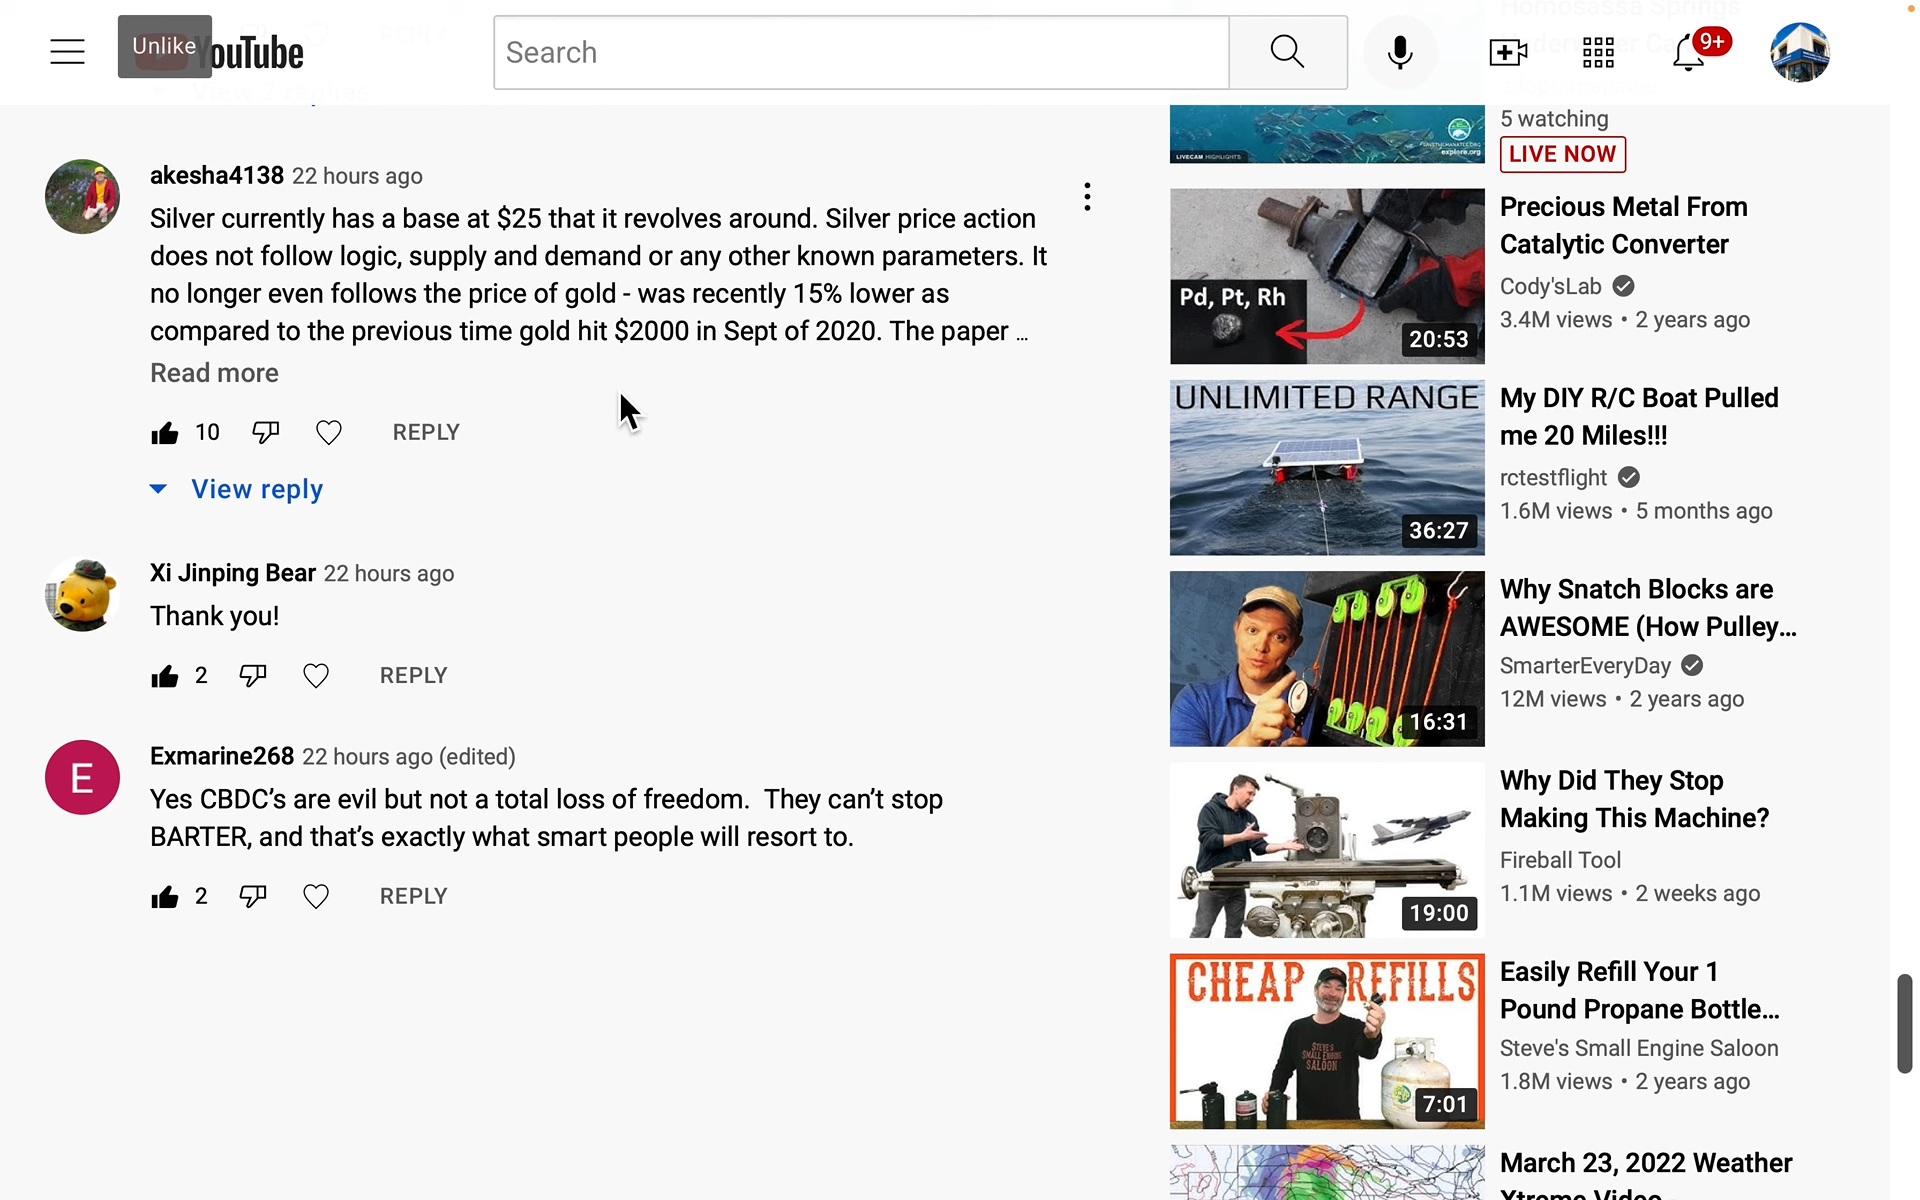 Unlike
YouTube
Search
9+
akesha4138 22 hours ago
Silver currently has a base at $25 that it revolves around. Silver price action
does not follow logic, supply and demand or any other known parameters. It
no longer even follows the price of gold - was recently 15% lower as
compared to the previous time gold hit $2000 in Sept of 2020. The paper ...
Read more
10 REPLY
View reply
Xi Jinping Bear 22 hours ago
Thank you!
2 REPLY
E
Exmarine268 22 hours ago (edited)
Yes CBDC’s are evil but not a total loss of freedom.  They can’t stop
BARTER, and that’s exactly what smart people will resort to.
2 REPLY
LIVECAM HIGHLIGHTS
explore.org
5 watching
LIVE NOW
Pd, Pt, Rh
20:53
Precious Metal From
Catalytic Converter
Cody'sLab
3.4M views • 2 years ago
UNLIMITED RANGE
36:27
My DIY R/C Boat Pulled
me 20 Miles!!!
rctestflight
1.6M views • 5 months ago
16:31
Why Snatch Blocks are
AWESOME (How Pulley...
SmarterEveryDay
12M views • 2 years ago
19:00
Why Did They Stop
Making This Machine?
Fireball Tool
1.1M views • 2 weeks ago
CHEAP REFILLS
STEVE'S
SMALL ENGINE
SALOON
7:01
Easily Refill Your 1
Pound Propane Bottle...
Steve's Small Engine Saloon
1.8M views • 2 years ago
March 23, 2022 Weather
Xtreme Video -